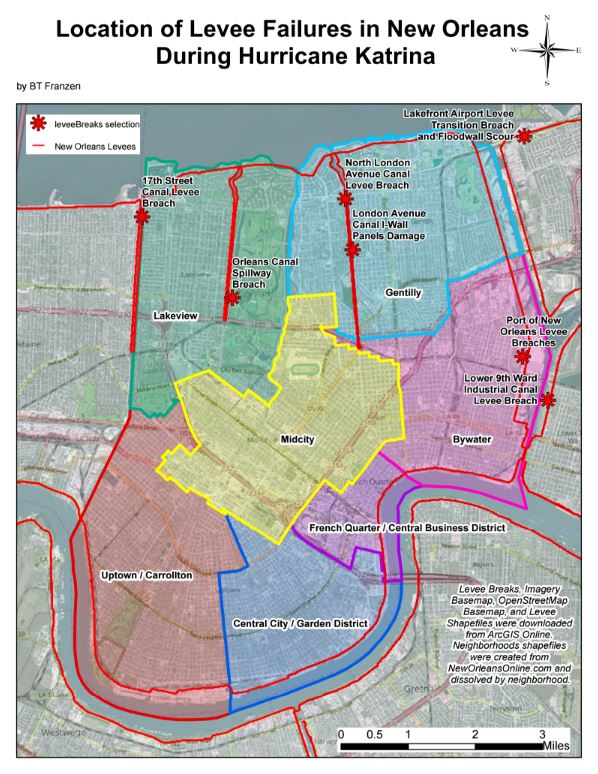 Location of Levee Failures in New Orleans
During Hurricane Katrina
N
W
E
S
by BT Franzen
leveeBreaks selection
New Orleans Levees
Lakefront Airport Levee
Transition Breach
and Floodwall Scour
17th Street
Canal Levee
Breach
North London
Avenue Canal
Levee Breach
London Avenue
Canal I-Wall
Panels Damage
Orleans Canal
Spillway
Breach
Gentilly
Lakeview
Port of New
Orleans Levee
Breaches
Lower 9th Ward
Industrial Canal
Levee Breach
Midcity
Bywater
French Quarter / Central Business District
Uptown / Carrollton
Central City / Garden District
Levee Breaks, Imagery
Basemap, OpenStreetMap
Basemap, and Levee
Shapefiles were downloaded
from ArcGIS Online.
Neighborhoods shapefiles
were created from
NewOrleansOnline.com and
dissolved by neighborhood.
Gretna
Terrytown
Westwego
0 0.5 1 2 3
Miles